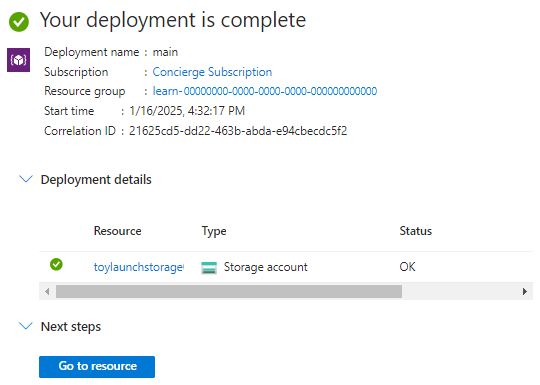 Your deployment is complete
Deployment name : main
Subscription : Concierge Subscription
Resource group : learn-00000000-0000-0000-0000-000000000000
Start time : 1/16/2025, 4:32:17 PM
Correlation ID : 21625cd5-dd22-463b-abda-e94cbecdc5f2
Deployment details
Resource Type Status
toylaunchstorage Storage account OK
Next steps
Go to resource